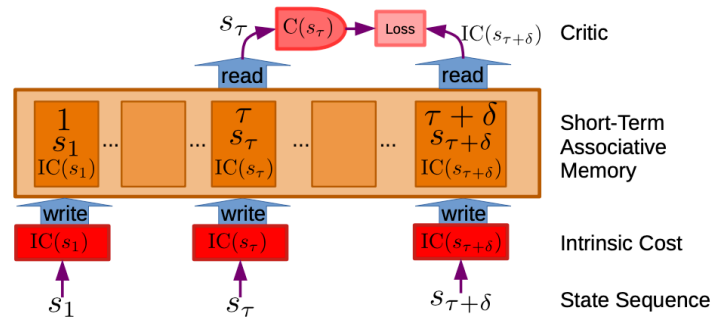 s_τ C(s_τ) Loss IC(s_{τ+δ}) Critic
read read
1 τ τ + δ
s_1 ... ... s_τ ... ... s_{τ+δ}
IC(s_1) IC(s_τ) IC(s_{τ+δ})
Short-Term
Associative
Memory
write write write
IC(s_1) IC(s_τ) IC(s_{τ+δ}) Intrinsic Cost
s_1 s_τ s_{τ+δ} State Sequence